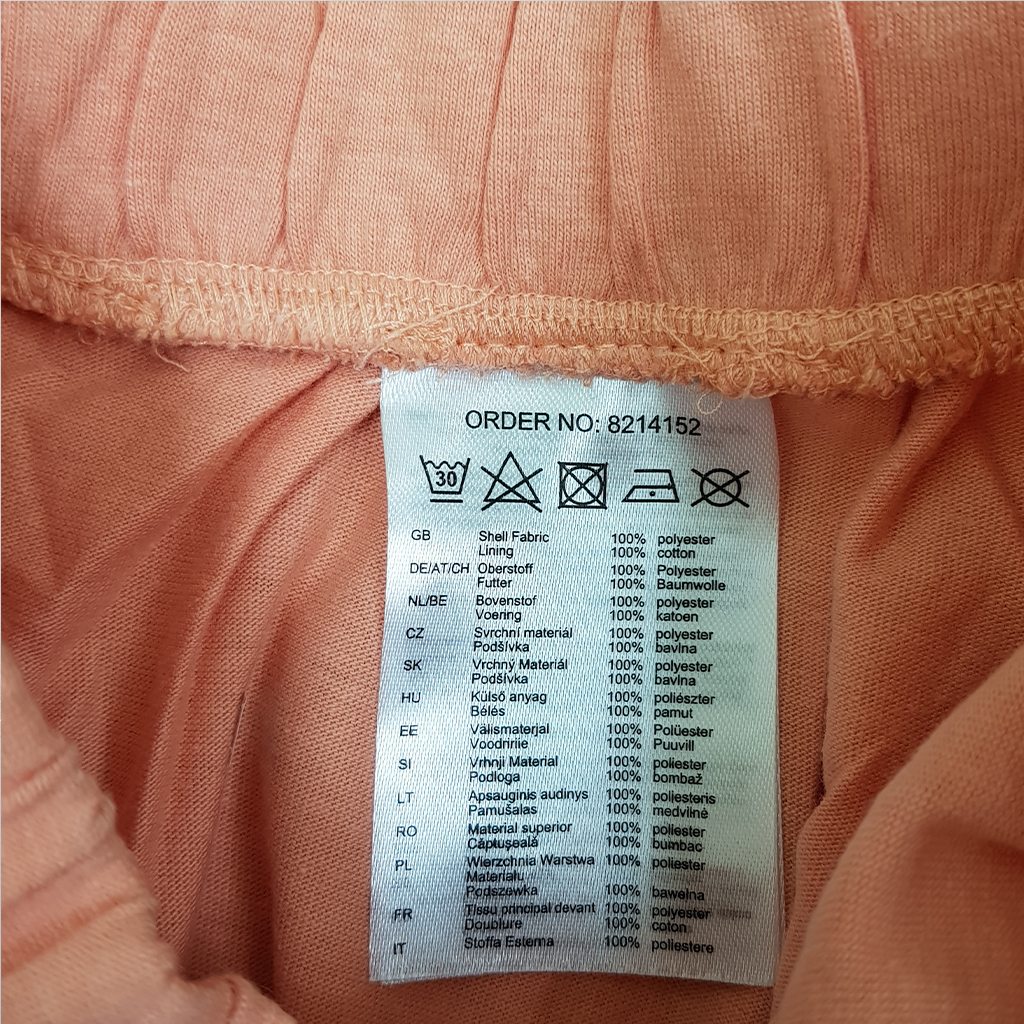 ORDER NO: 8214152
30
GB Shell Fabric 100% polyester
Lining 100% cotton
DE/AT/CH Oberstoff 100% Polyester
Futter 100% Baumwolle
NL/BE Bovenstof 100% polyester
Voering 100% katoen
CZ Svrchní materiál 100% polyester
Podšívka 100% bavlna
SK Vrchný Materiál 100% polyester
Podšívka 100% bavlna
HU Külső anyag 100% poliészter
Bélés 100% pamut
EE Välismaterjal 100% Polüester
Voodriie 100% Puuvill
SI Vrhnji Material 100% poliester
Podloga 100% bombaž
LT Apsauginis audinys 100% poliesteris
Pamušalas 100% medvilnė
RO Material superior 100% poliester
Căptușeală 100% bumbac
PL Wierzchnia Warstwa 100% poliester
Materiału
Podszewka 100% bawełna
FR Tissu principal devant 100% polyester
Doublure 100% coton
IT Stoffa Esterna 100% poliestere